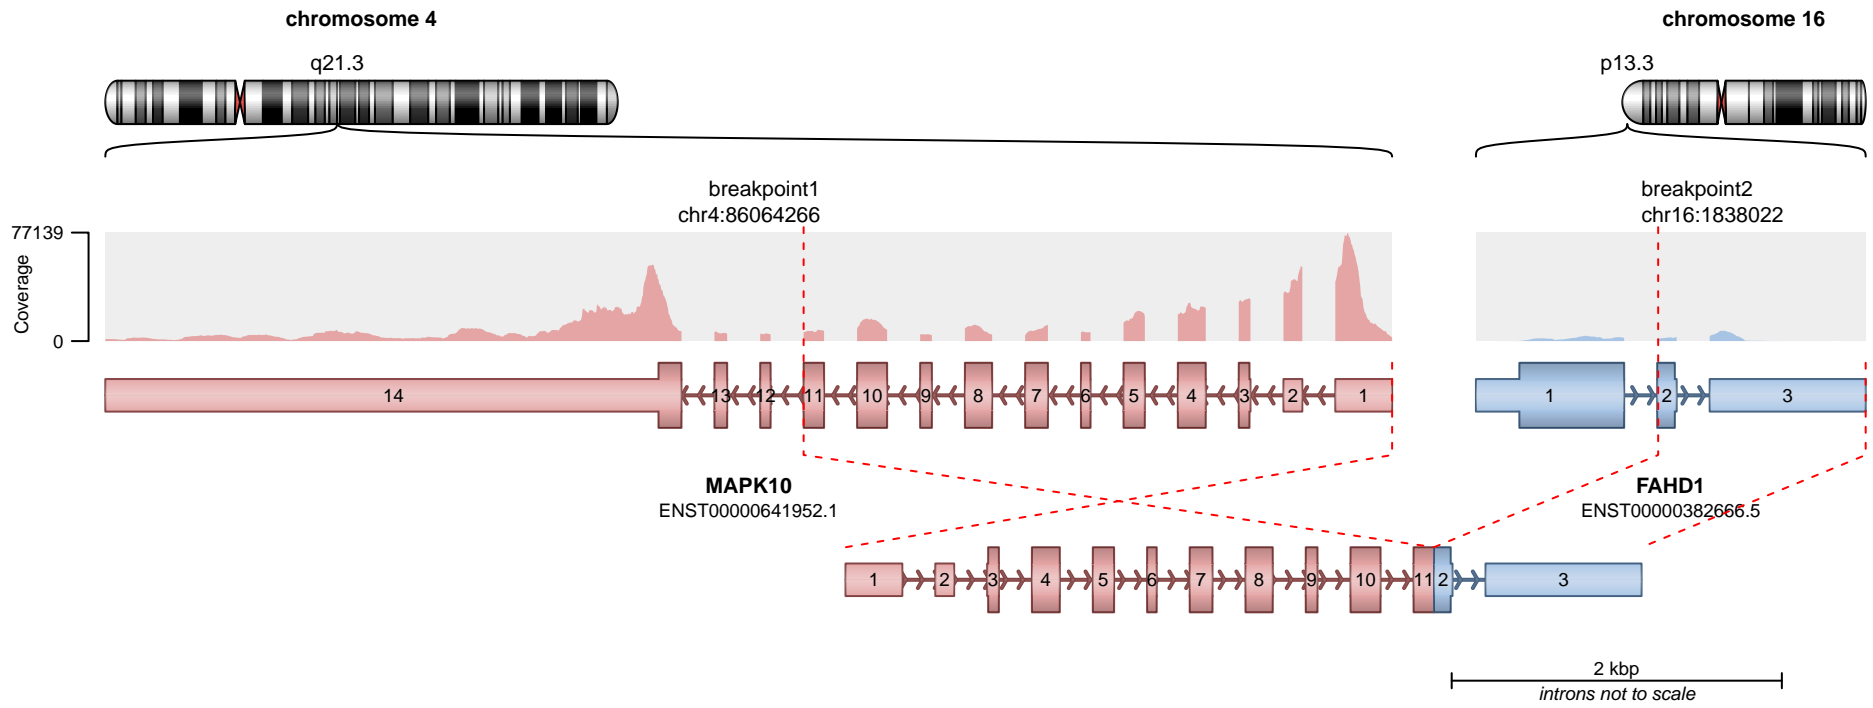 chromosome 4
chromosome 16
q21.3
p13.3
breakpoint1
chr4:86064266
breakpoint2
chr16:1838022
77139
Coverage
0
14 13 12 11 10 9 8 7 6 5 4 3 2 1
1 2 3
MAPK10
ENST00000641952.1
FAHD1
ENST00000382666.5
1 2 3 4 5 6 7 8 9 10 11 2 3
2 kbp
introns not to scale